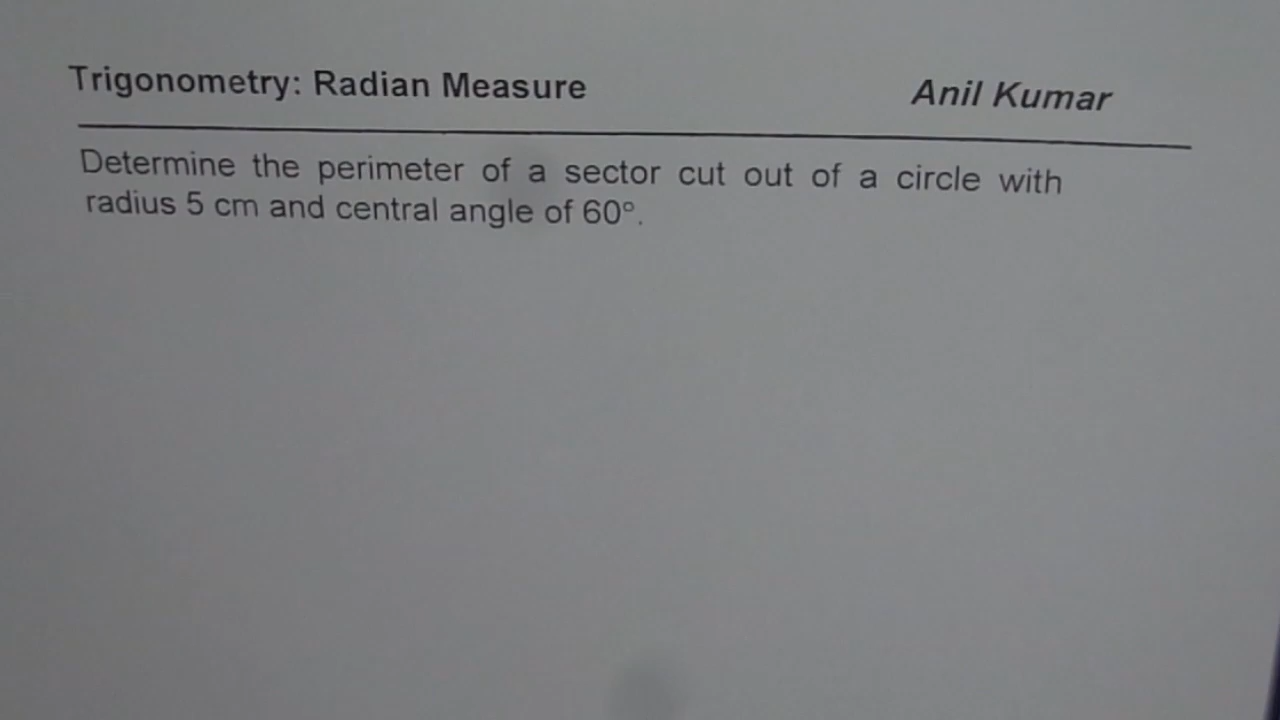 Trigonometry: Radian Measure Anil Kumar
Determine the perimeter of a sector cut out of a circle with
radius 5 cm and central angle of 60°.